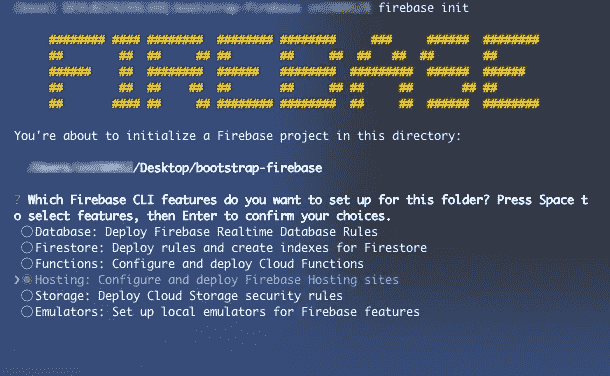 firebase init
FIREBASE
You're about to initialize a Firebase project in this directory:
/Desktop/bootstrap-firebase
? Which Firebase CLI features do you want to set up for this folder? Press Space t
o select features, then Enter to confirm your choices.
◯Database: Deploy Firebase Realtime Database Rules
◯Firestore: Deploy rules and create indexes for Firestore
◯Functions: Configure and deploy Cloud Functions
❯◉Hosting: Configure and deploy Firebase Hosting sites
◯Storage: Deploy Cloud Storage security rules
◯Emulators: Set up local emulators for Firebase features